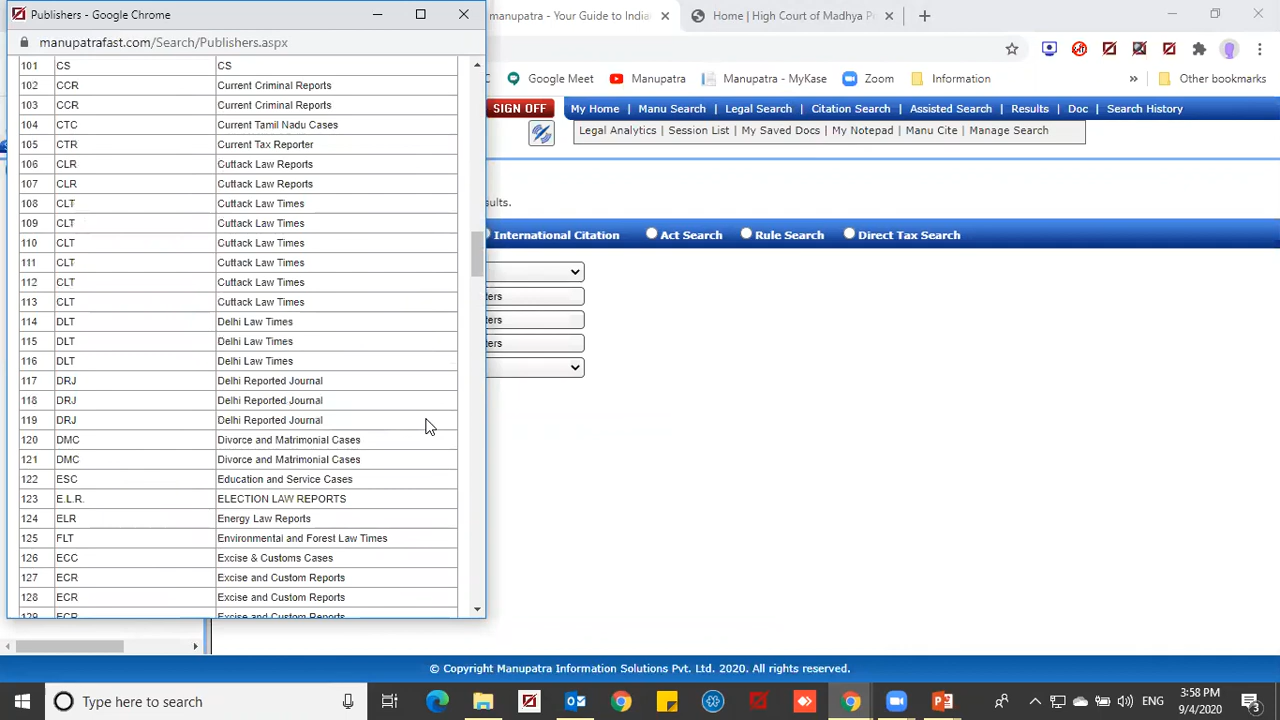 Publishers - Google Chrome
manupatra - Your Guide to India
Home | High Court of Madhya P
manupatrafast.com/Search/Publishers.aspx
Google Meet
Manupatra
Manupatra - MyKase
Zoom
Information
»
Other bookmarks
SIGN OFF
My Home | Manu Search | Legal Search | Citation Search | Assisted Search | Results | Doc | Search History
Legal Analytics | Session List | My Saved Docs | My Notepad | Manu Cite | Manage Search
International Citation
Act Search
Rule Search
Direct Tax Search
101 CS CS
102 CCR Current Criminal Reports
103 CCR Current Criminal Reports
104 CTC Current Tamil Nadu Cases
105 CTR Current Tax Reporter
106 CLR Cuttack Law Reports
107 CLR Cuttack Law Reports
108 CLT Cuttack Law Times
109 CLT Cuttack Law Times
110 CLT Cuttack Law Times
111 CLT Cuttack Law Times
112 CLT Cuttack Law Times
113 CLT Cuttack Law Times
114 DLT Delhi Law Times
115 DLT Delhi Law Times
116 DLT Delhi Law Times
117 DRJ Delhi Reported Journal
118 DRJ Delhi Reported Journal
119 DRJ Delhi Reported Journal
120 DMC Divorce and Matrimonial Cases
121 DMC Divorce and Matrimonial Cases
122 ESC Education and Service Cases
123 E.L.R. ELECTION LAW REPORTS
124 ELR Energy Law Reports
125 FLT Environmental and Forest Law Times
126 ECC Excise & Customs Cases
127 ECR Excise and Custom Reports
128 ECR Excise and Custom Reports
129 ECR Excise and Custom Reports
© Copyright Manupatra Information Solutions Pvt. Ltd. 2020. All rights reserved.
Type here to search
ENG
3:58 PM
9/4/2020
3